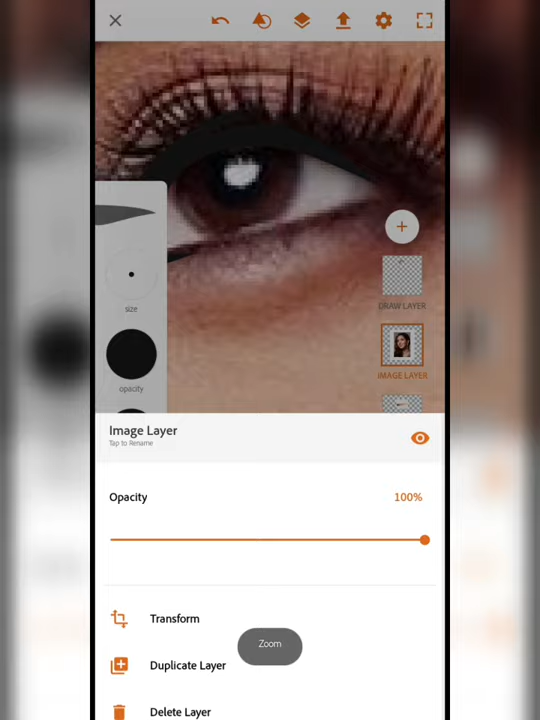 size
opacity
DRAW LAYER
IMAGE LAYER
Image Layer
Tap to Rename
Opacity
100%
Transform
Zoom
Duplicate Layer
Delete Layer